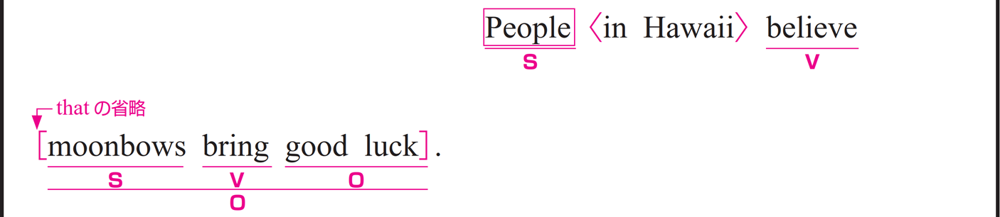 People 〈in Hawaii〉 believe
S V
thatの省略
[moonbows bring good luck].
S V O
O